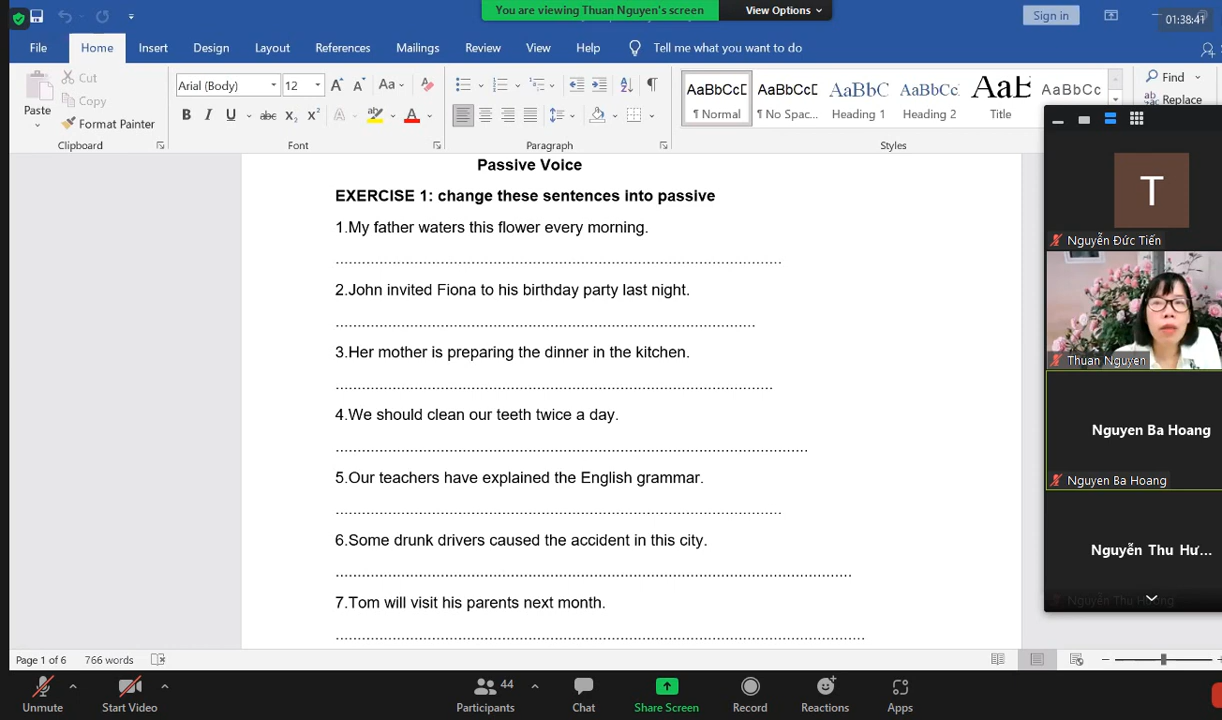 You are viewing Thuan Nguyen's screen
View Options
Sign in
01:38:41
File Home Insert Design Layout References Mailings Review View Help Tell me what you want to do
Paste
Cut
Copy
Format Painter
Clipboard
Arial (Body) 12
Font
Paragraph
AaBbCcD AaBbCcD AaBbC AaBbCc AaB AaBbCc
¶ Normal ¶ No Spac... Heading 1 Heading 2 Title
Styles
Find
Replace
Passive Voice
EXERCISE 1: change these sentences into passive
1.My father waters this flower every morning.
2.John invited Fiona to his birthday party last night.
3.Her mother is preparing the dinner in the kitchen.
4.We should clean our teeth twice a day.
5.Our teachers have explained the English grammar.
6.Some drunk drivers caused the accident in this city.
7.Tom will visit his parents next month.
T
Nguyễn Đức Tiến
Thuan Nguyen
Nguyen Ba Hoang
Nguyen Ba Hoang
Nguyễn Thu Hư...
Nguyễn Thu Hương
Page 1 of 6 766 words
Unmute Start Video 44 Participants Chat Share Screen Record Reactions Apps